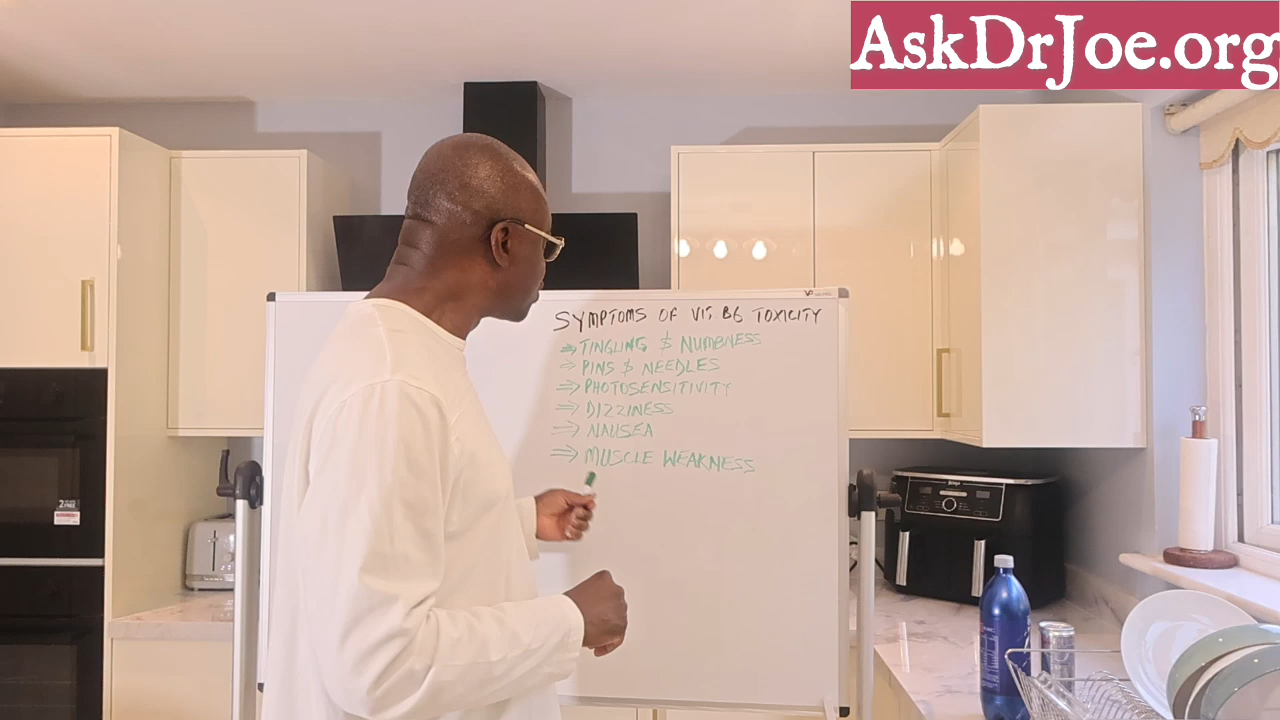 AskDrJoe.org
SYMPTOMS OF VIT B6 TOXICITY
⇒ TINGLING & NUMBNESS
⇒ PINS & NEEDLES
⇒ PHOTOSENSITIVITY
⇒ DIZZINESS
⇒ NAUSEA
⇒ MUSCLE WEAKNESS